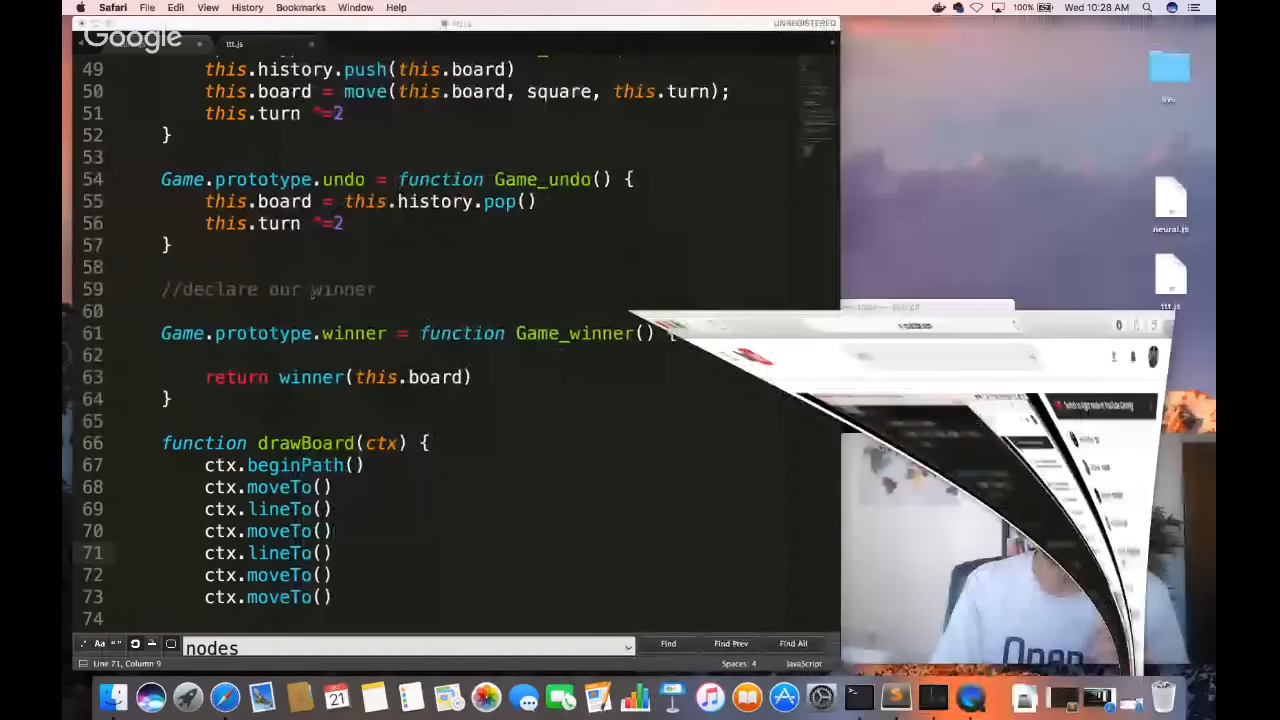 Safari File Edit View History Bookmarks Window Help 100% Wed 10:28 AM
UNREGISTERED
Google
ttt.js
49 this.history.push(this.board)
50 this.board = move(this.board, square, this.turn);
51 this.turn ^=2
52 }
53
54 Game.prototype.undo = function Game_undo() {
55 this.board = this.history.pop()
56 this.turn ^=2
57 }
58
59 //declare our winner
60
61 Game.prototype.winner = function Game_winner() {
62
63 return winner(this.board)
64 }
65
66 function drawBoard(ctx) {
67 ctx.beginPath()
68 ctx.moveTo()
69 ctx.lineTo()
70 ctx.moveTo()
71 ctx.lineTo()
72 ctx.moveTo()
73 ctx.moveTo()
74
.* Aa “”
nodes
Find Find Prev Find All
Line 71, Column 9 Spaces: 4 JavaScript
live
neural.js
ttt.js
Open
21